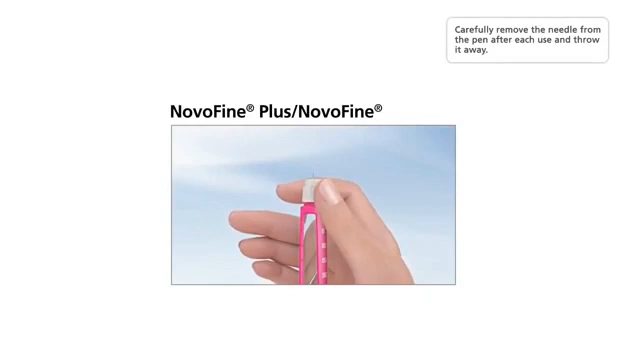 Carefully remove the needle from
the pen after each use and throw
it away.
NovoFine® Plus/NovoFine®